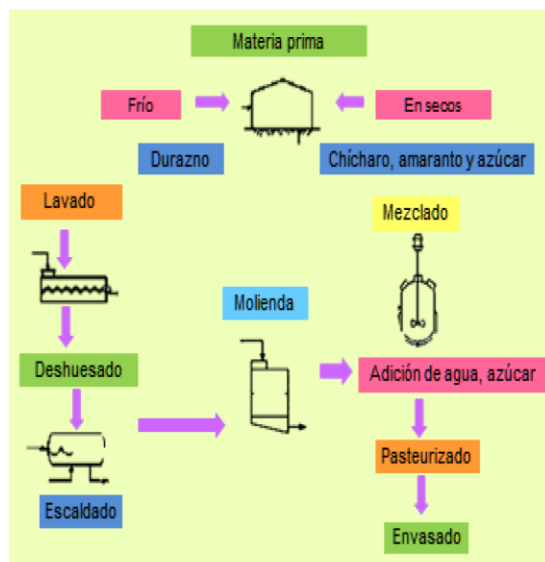 Materia prima
Frío
En secos
Durazno
Chícharo, amaranto y azúcar
Lavado
Mezclado
Molienda
Deshuesado
Adición de agua, azúcar
Pasteurizado
Escaldado
Envasado